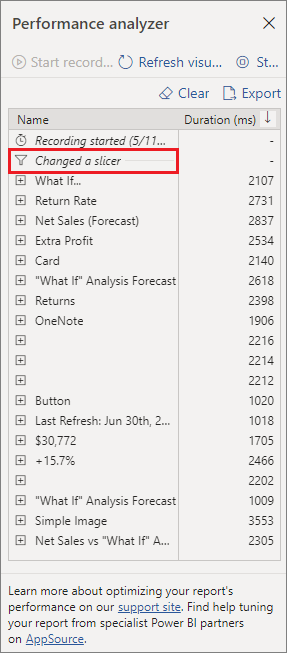 Performance analyzer
Start record... Refresh visu... St...
Clear Export
Name Duration (ms)
Recording started (5/11... -
Changed a slicer -
What If... 2107
Return Rate 2731
Net Sales (Forecast) 2837
Extra Profit 2534
Card 2140
"What If" Analysis Forecast 2618
Returns 2398
OneNote 1906
2216
2214
2212
Button 1020
Last Refresh: Jun 30th, 2... 1018
$30,772 1705
+15.7% 2466
2202
"What If" Analysis Forecast 1009
Simple Image 3553
Net Sales vs "What If" A... 2305
Learn more about optimizing your report's
performance on our support site. Find help tuning
your report from specialist Power BI partners
on AppSource.